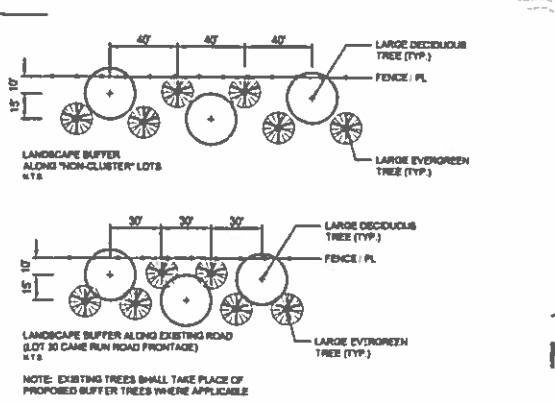 40' 40' 40'
LARGE DECIDUOUS
TREE (TYP.)
FENCE / PL
10'
15'
LARGE EVERGREEN
TREE (TYP.)
LANDSCAPE BUFFER
ALONG "NON-CLUSTER" LOTS
N.T.S.
30' 30' 30'
LARGE DECIDUOUS
TREE (TYP.)
FENCE / PL
10'
15'
LANDSCAPE BUFFER ALONG EXISTING ROAD
(LOT 30 CANE RUN ROAD FRONTAGE)
N.T.S.
LARGE EVERGREEN
TREE (TYP.)
NOTE: EXISTING TREES SHALL TAKE PLACE OF
PROPOSED BUFFER TREES WHERE APPLICABLE